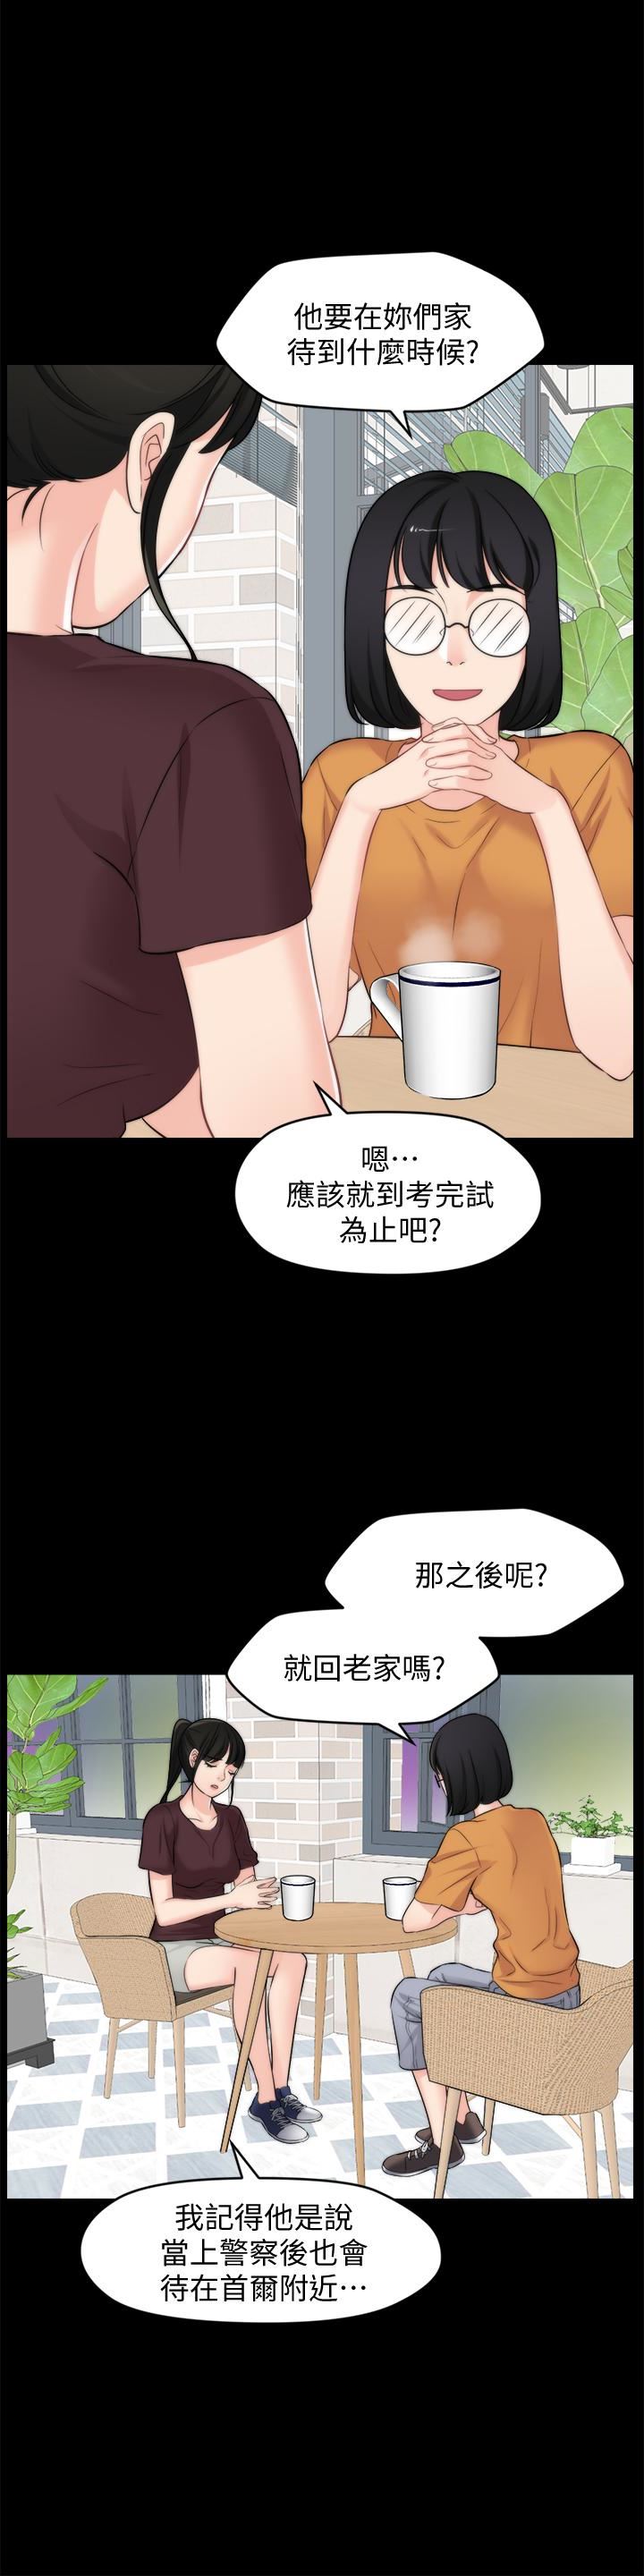 他要在妳們家
待到什麼時候?
嗯…
應該就到考完試
為止吧?
那之後呢?
就回老家嗎?
我記得他是說
當上警察後也會
待在首爾附近…